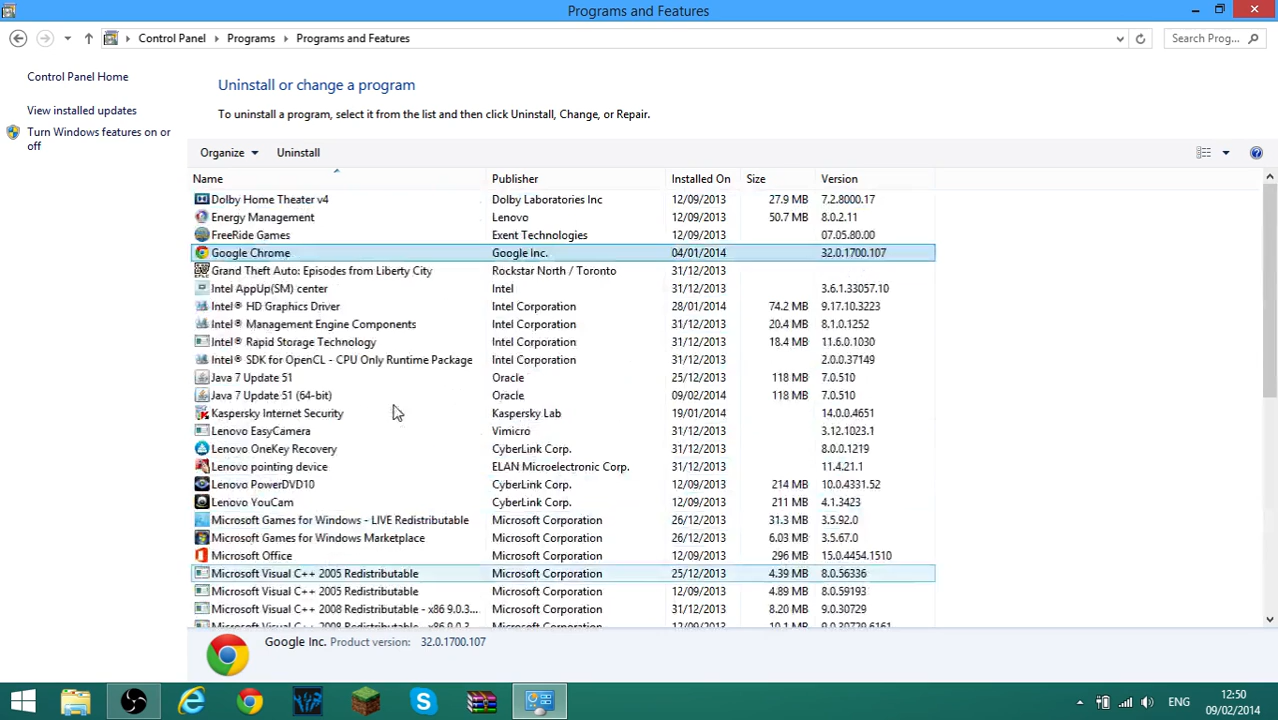 Programs and Features
Control Panel Programs Programs and Features Search Prog...
Control Panel Home
View installed updates
Turn Windows features on or off
Uninstall or change a program
To uninstall a program, select it from the list and then click Uninstall, Change, or Repair.
Organize Uninstall
Name Publisher Installed On Size Version
Dolby Home Theater v4 Dolby Laboratories Inc 12/09/2013 27.9 MB 7.2.8000.17
Energy Management Lenovo 12/09/2013 50.7 MB 8.0.2.11
FreeRide Games Exent Technologies 12/09/2013 07.05.80.00
Google Chrome Google Inc. 04/01/2014 32.0.1700.107
Grand Theft Auto: Episodes from Liberty City Rockstar North / Toronto 31/12/2013
Intel AppUp(SM) center Intel 31/12/2013 3.6.1.33057.10
Intel® HD Graphics Driver Intel Corporation 28/01/2014 74.2 MB 9.17.10.3223
Intel® Management Engine Components Intel Corporation 31/12/2013 20.4 MB 8.1.0.1252
Intel® Rapid Storage Technology Intel Corporation 31/12/2013 18.4 MB 11.6.0.1030
Intel® SDK for OpenCL - CPU Only Runtime Package Intel Corporation 31/12/2013 2.0.0.37149
Java 7 Update 51 Oracle 25/12/2013 118 MB 7.0.510
Java 7 Update 51 (64-bit) Oracle 09/02/2014 118 MB 7.0.510
Kaspersky Internet Security Kaspersky Lab 19/01/2014 14.0.0.4651
Lenovo EasyCamera Vimicro 31/12/2013 3.12.1023.1
Lenovo OneKey Recovery CyberLink Corp. 31/12/2013 8.0.0.1219
Lenovo pointing device ELAN Microelectronic Corp. 31/12/2013 11.4.21.1
Lenovo PowerDVD10 CyberLink Corp. 12/09/2013 214 MB 10.0.4331.52
Lenovo YouCam CyberLink Corp. 12/09/2013 211 MB 4.1.3423
Microsoft Games for Windows - LIVE Redistributable Microsoft Corporation 26/12/2013 31.3 MB 3.5.92.0
Microsoft Games for Windows Marketplace Microsoft Corporation 26/12/2013 6.03 MB 3.5.67.0
Microsoft Office Microsoft Corporation 12/09/2013 296 MB 15.0.4454.1510
Microsoft Visual C++ 2005 Redistributable Microsoft Corporation 25/12/2013 4.39 MB 8.0.56336
Microsoft Visual C++ 2005 Redistributable Microsoft Corporation 12/09/2013 4.89 MB 8.0.59193
Microsoft Visual C++ 2008 Redistributable - x86 9.0.3... Microsoft Corporation 31/12/2013 8.20 MB 9.0.30729
Microsoft Visual C++ 2008 Redistributable - x86 9.0.3... Microsoft Corporation 12/09/2013 10.1 MB 9.0.30729.6161
Google Inc. Product version: 32.0.1700.107
ENG 12:50
09/02/2014